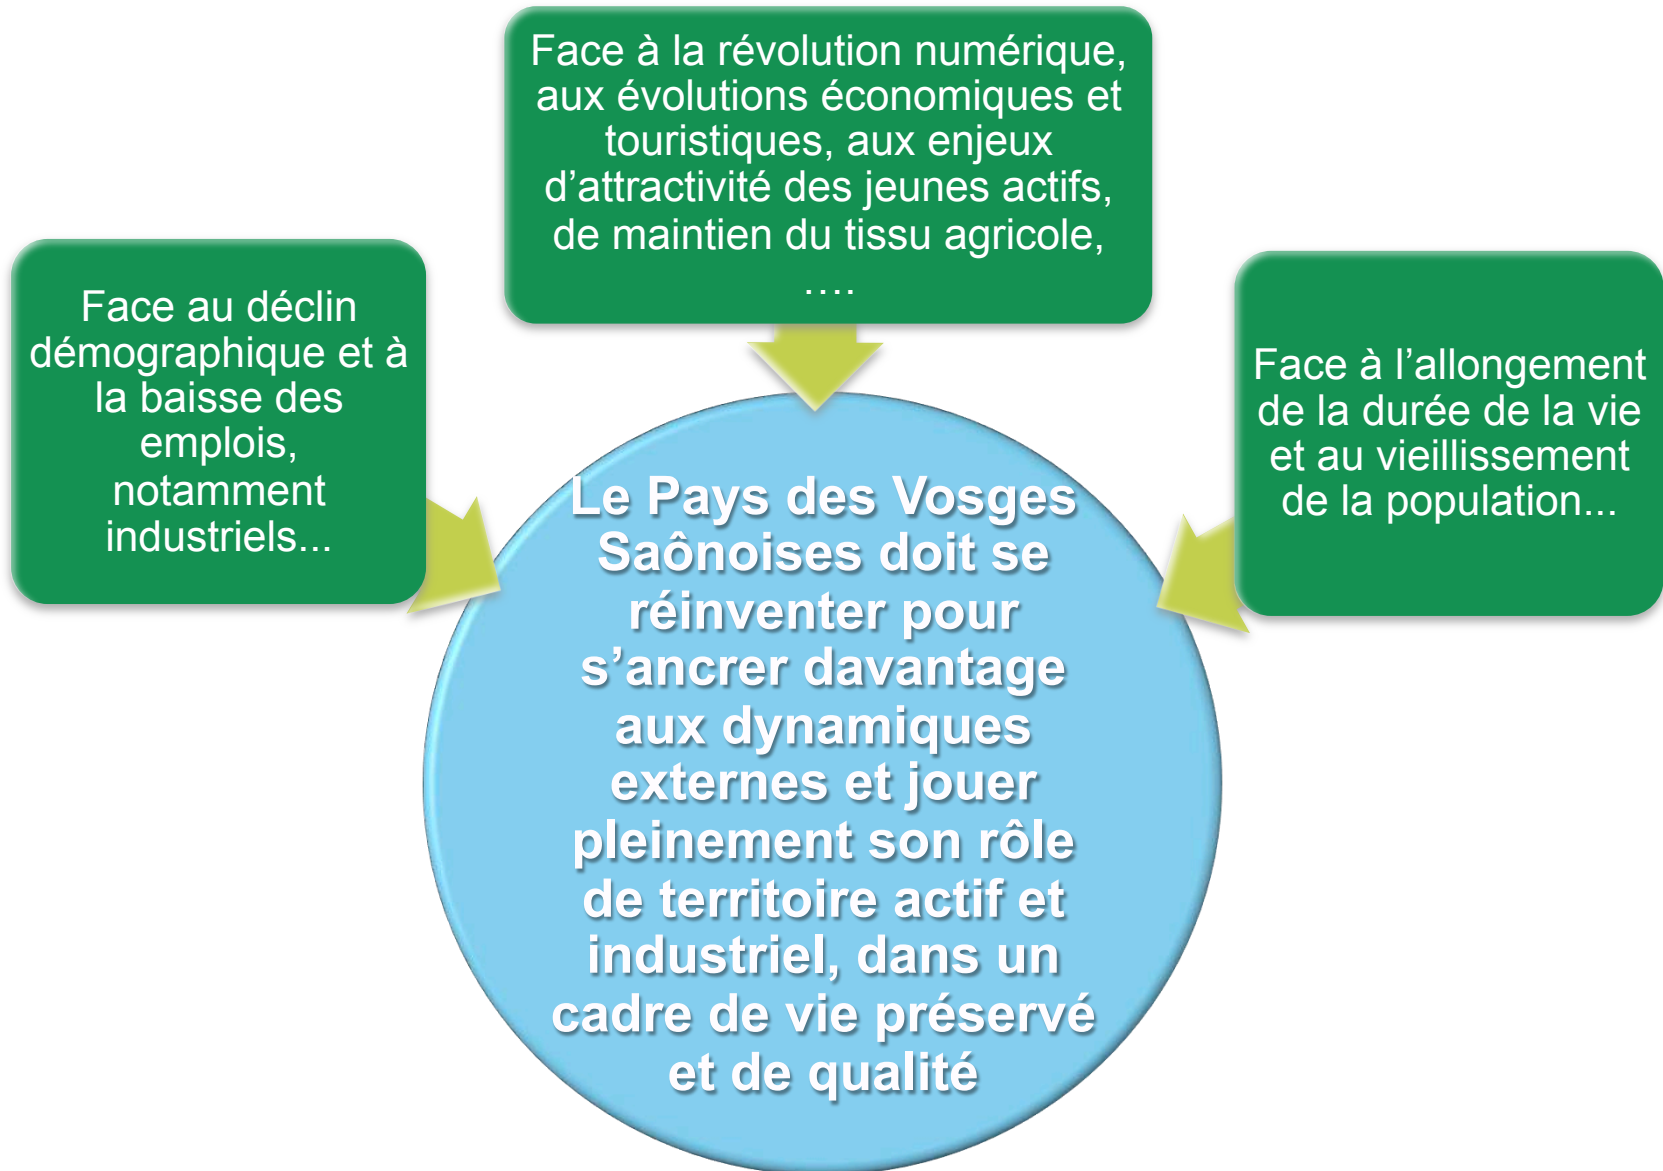 Face à la révolution numérique,
aux évolutions économiques et
touristiques, aux enjeux
d’attractivité des jeunes actifs,
de maintien du tissu agricole,
….
Face au déclin
démographique et à
la baisse des
emplois,
notamment
industriels...
Face à l’allongement
de la durée de la vie
et au vieillissement
de la population...
Le Pays des Vosges
Saônoises doit se
réinventer pour
s’ancrer davantage
aux dynamiques
externes et jouer
pleinement son rôle
de territoire actif et
industriel, dans un
cadre de vie préservé
et de qualité